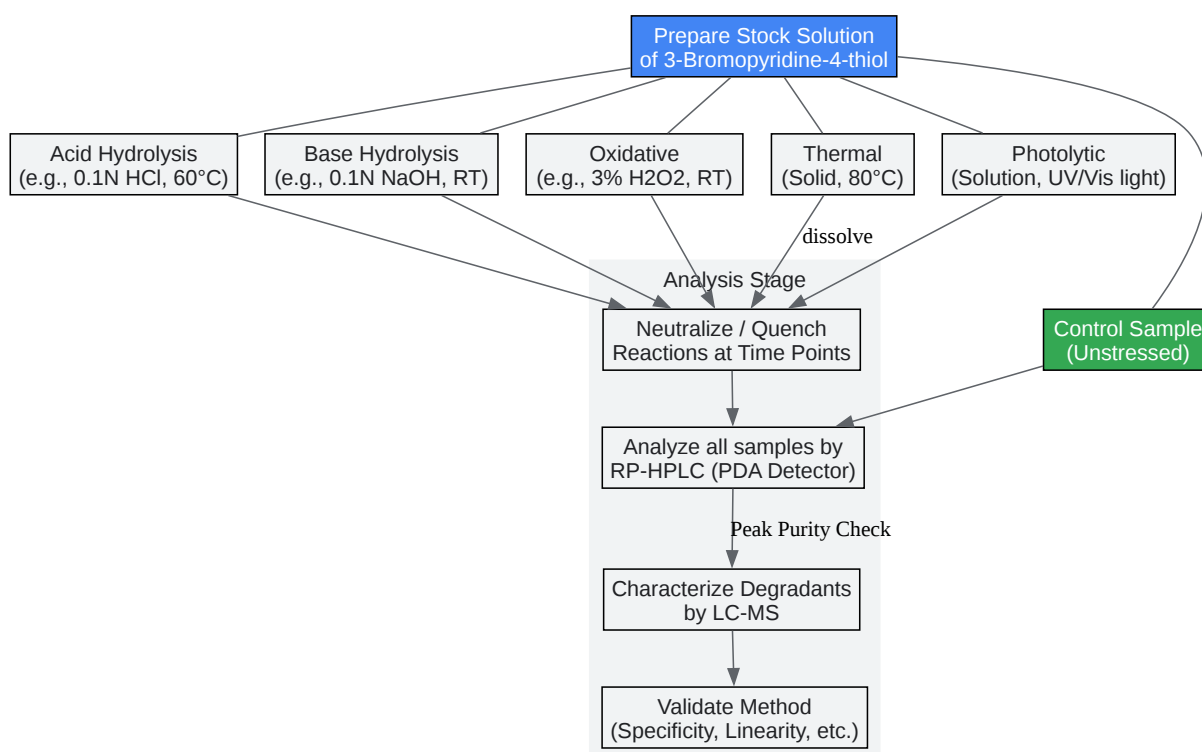 Prepare Stock Solution
of 3-Bromopyridine-4-thiol
Acid Hydrolysis
(e.g., 0.1N HCl, 60°C)
Base Hydrolysis
(e.g., 0.1N NaOH, RT)
Oxidative
(e.g., 3% H2O2, RT)
Thermal
(Solid, 80°C)
Photolytic
(Solution, UV/Vis light)
dissolve
Analysis Stage
Neutralize / Quench
Reactions at Time Points
Control Sample
(Unstressed)
Analyze all samples by
RP-HPLC (PDA Detector)
Peak Purity Check
Characterize Degradants
by LC-MS
Validate Method
(Specificity, Linearity, etc.)